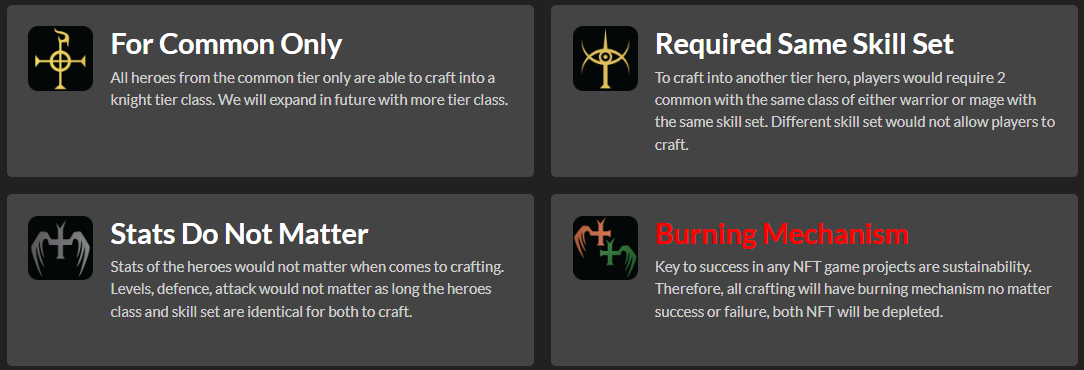 For Common Only
All heroes from the common tier only are able to craft into a
knight tier class. We will expand in future with more tier class.
Required Same Skill Set
To craft into another tier hero, players would require 2
common with the same class of either warrior or mage with
the same skill set. Different skill set would not allow players to
craft.
Stats Do Not Matter
Stats of the heroes would not matter when comes to crafting.
Levels, defence, attack would not matter as long the heroes
class and skill set are identical for both to craft.
Burning Mechanism
Key to success in any NFT game projects are sustainability.
Therefore, all crafting will have burning mechanism no matter
success or failure, both NFT will be depleted.